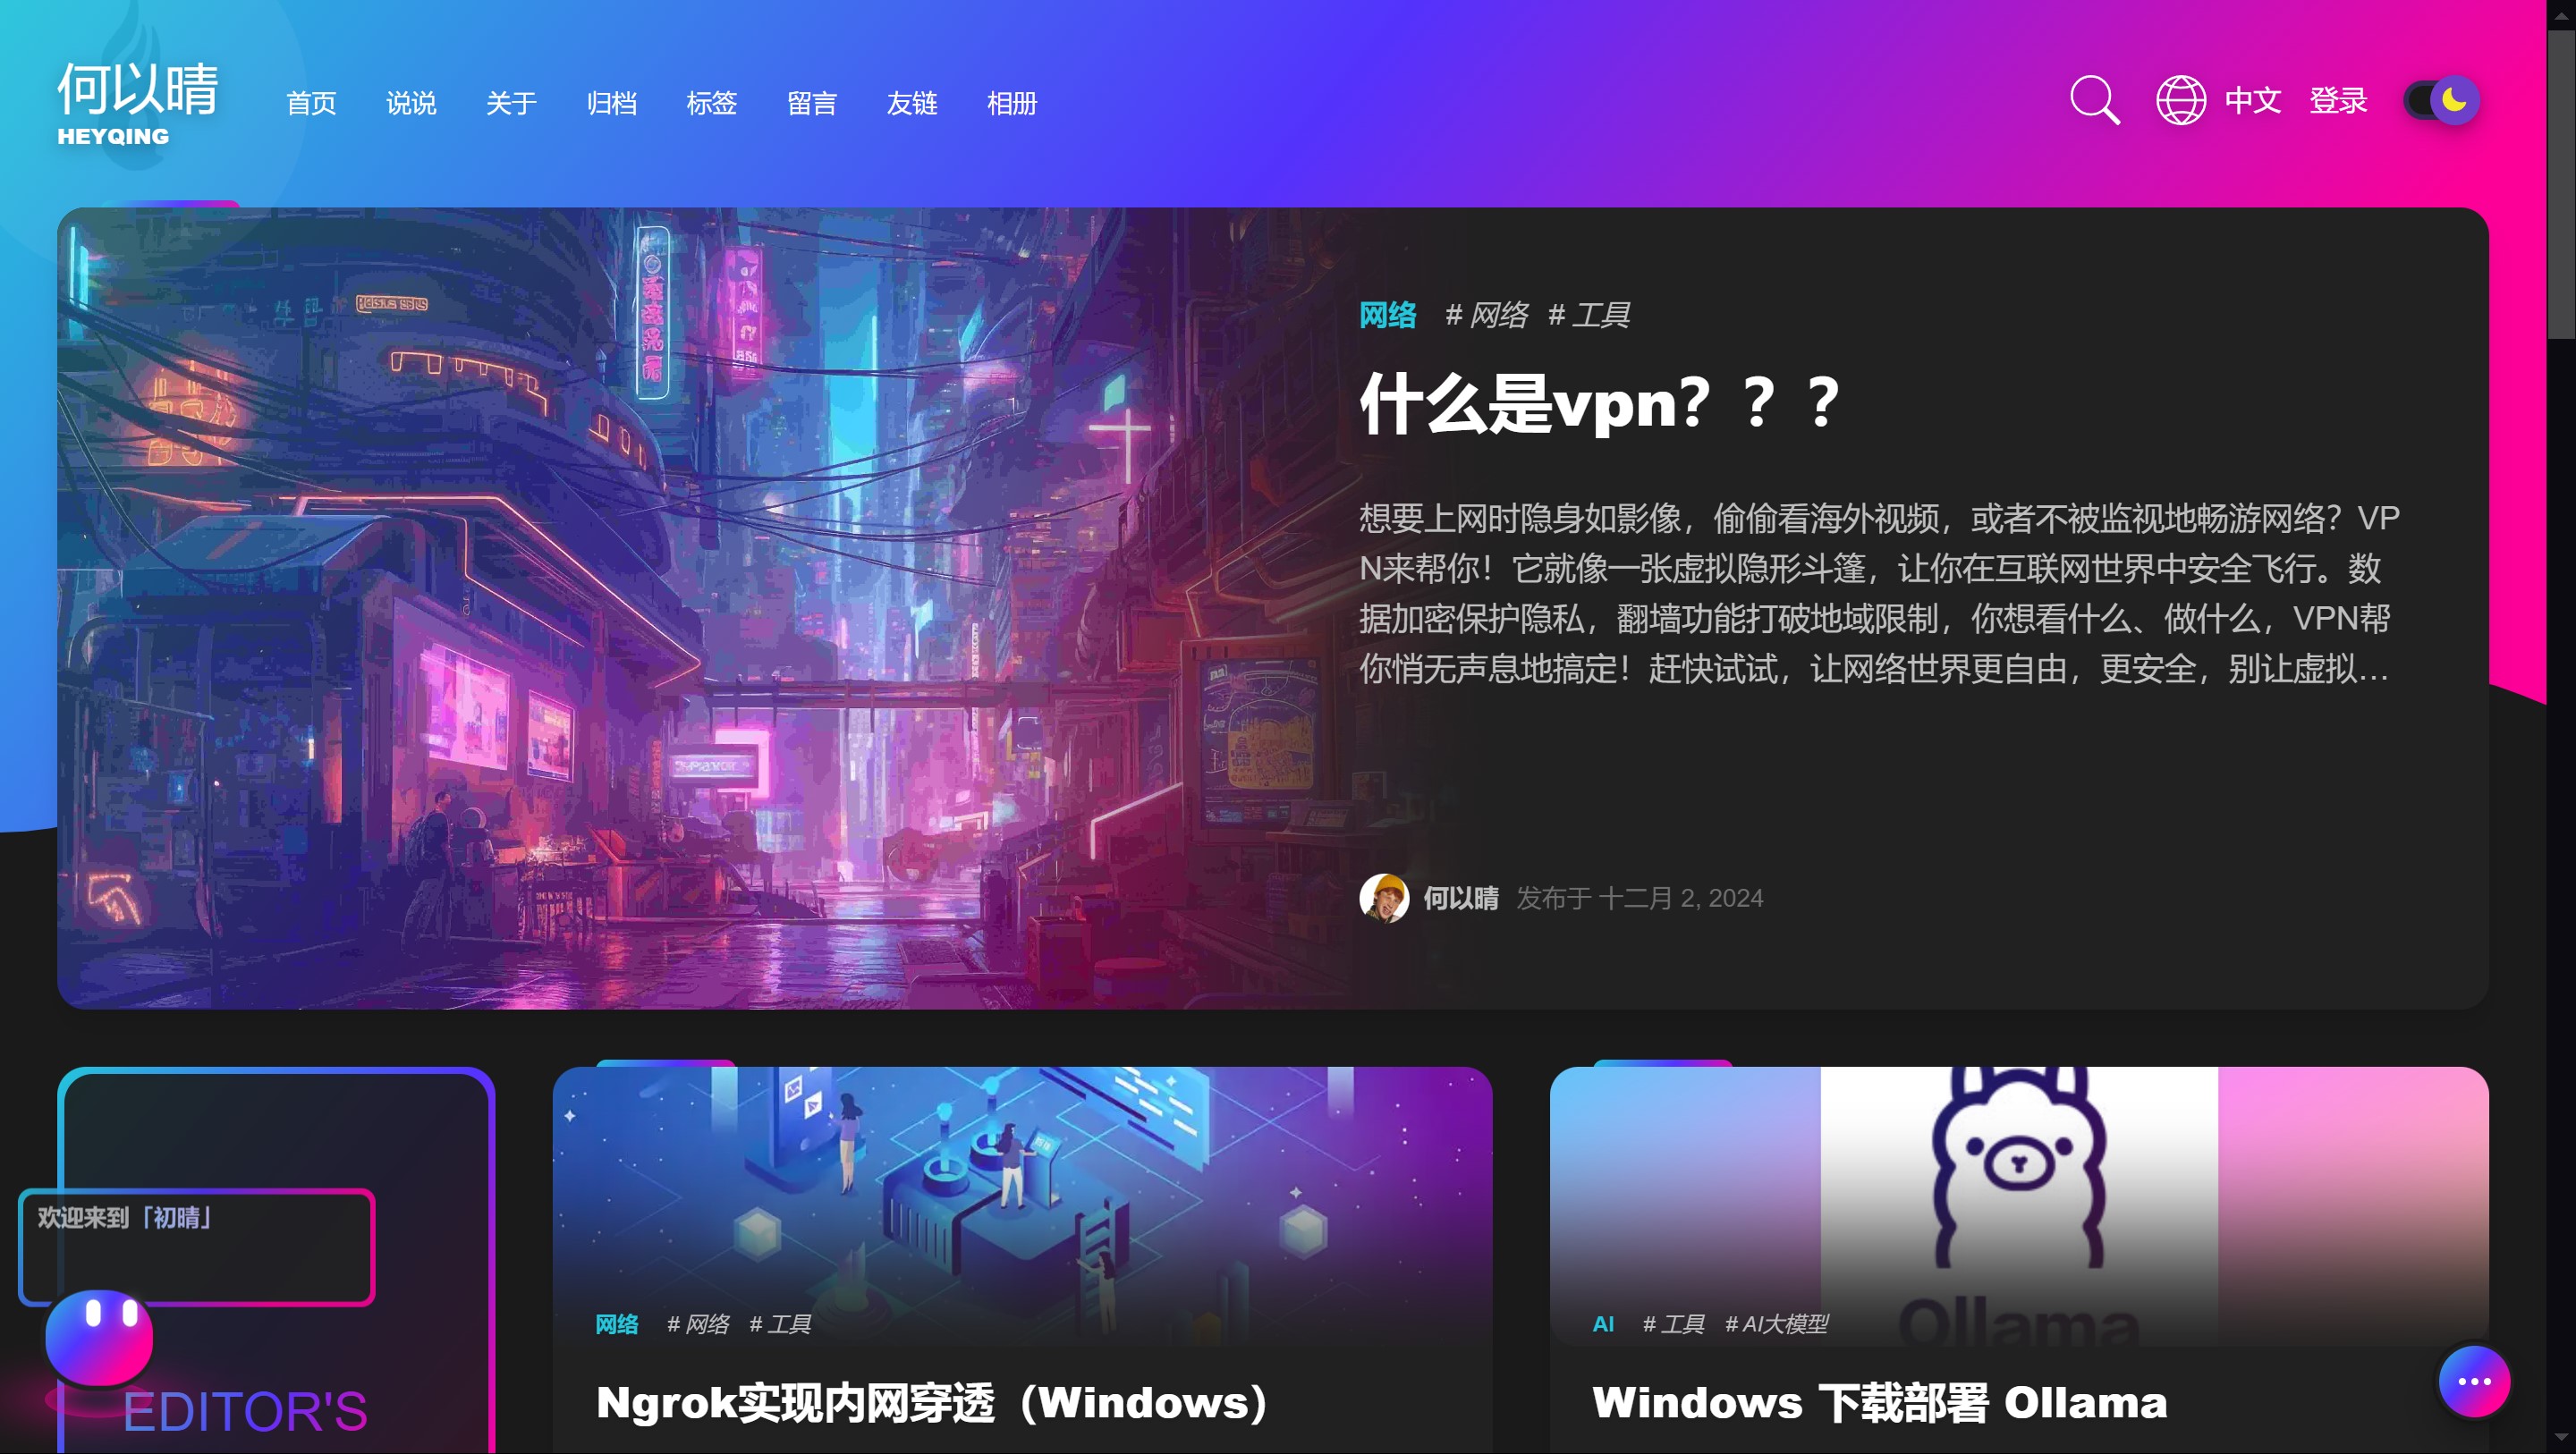 何以晴
HEYQING
首页 说说 关于 归档 标签 留言 友链 相册
中文 登录
网络 # 网络 # 工具
什么是vpn？？？
想要上网时隐身如影像，偷偷看海外视频，或者不被监视地畅游网络？VP
N来帮你！它就像一张虚拟隐形斗篷，让你在互联网世界中安全飞行。数
据加密保护隐私，翻墙功能打破地域限制，你想看什么、做什么，VPN帮
你悄无声息地搞定！赶快试试，让网络世界更自由，更安全，别让虚拟...
何以晴 发布于 十二月 2, 2024
欢迎来到「初晴」
EDITOR'S
网络 # 网络 # 工具
Ngrok实现内网穿透（Windows）
Ollama
AI # 工具 # AI大模型
Windows 下载部署 Ollama